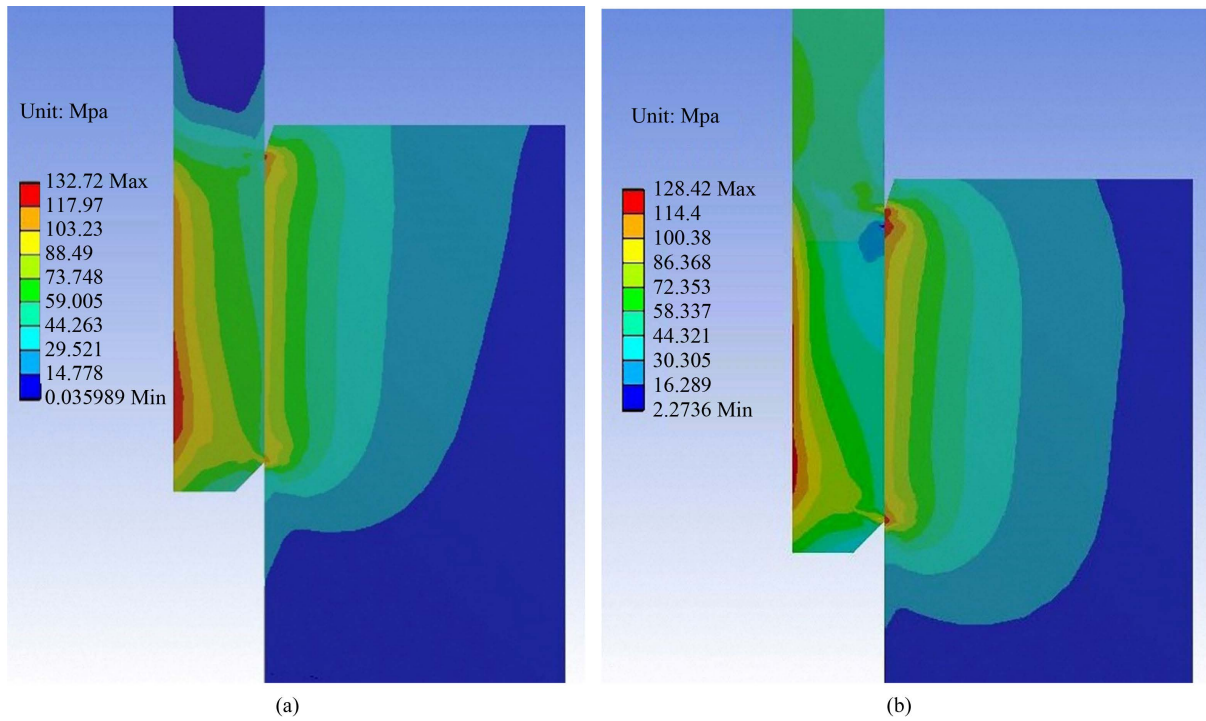 Unit: Mpa
132.72 Max
117.97
103.23
88.49
73.748
59.005
44.263
29.521
14.778
0.035989 Min
(a)
Unit: Mpa
128.42 Max
114.4
100.38
86.368
72.353
58.337
44.321
30.305
16.289
2.2736 Min
(b)